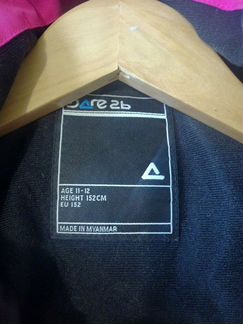 DARE 2b
AGE 11-12
HEIGHT 152CM
EU 152
MADE IN MYANMAR